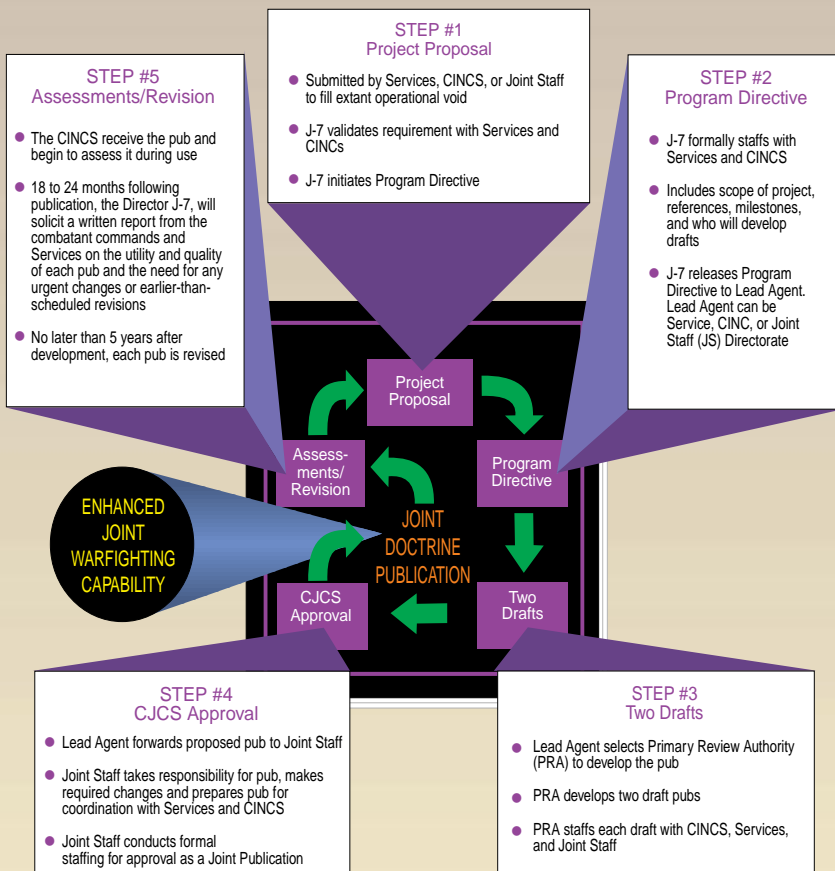 STEP #1
Project Proposal
Submitted by Services, CINCS, or Joint Staff
to fill extant operational void
J-7 validates requirement with Services and
CINCs
J-7 initiates Program Directive
STEP #5
Assessments/Revision
The CINCS receive the pub and
begin to assess it during use
18 to 24 months following
publication, the Director J-7, will
solicit a written report from the
combatant commands and
Services on the utility and quality
of each pub and the need for any
urgent changes or earlier-than-
scheduled revisions
No later than 5 years after
development, each pub is revised
STEP #2
Program Directive
J-7 formally staffs with
Services and CINCS
Includes scope of project,
references, milestones,
and who will develop
drafts
J-7 releases Program
Directive to Lead Agent.
Lead Agent can be
Service, CINC, or Joint
Staff (JS) Directorate
Project
Proposal
Assess-
ments/
Revision
Program
Directive
ENHANCED
JOINT
WARFIGHTING
CAPABILITY
JOINT
DOCTRINE
PUBLICATION
CJCS
Approval
Two
Drafts
STEP #4
CJCS Approval
Lead Agent forwards proposed pub to Joint Staff
Joint Staff takes responsibility for pub, makes
required changes and prepares pub for
coordination with Services and CINCS
Joint Staff conducts formal
staffing for approval as a Joint Publication
STEP #3
Two Drafts
Lead Agent selects Primary Review Authority
(PRA) to develop the pub
PRA develops two draft pubs
PRA staffs each draft with CINCS, Services,
and Joint Staff